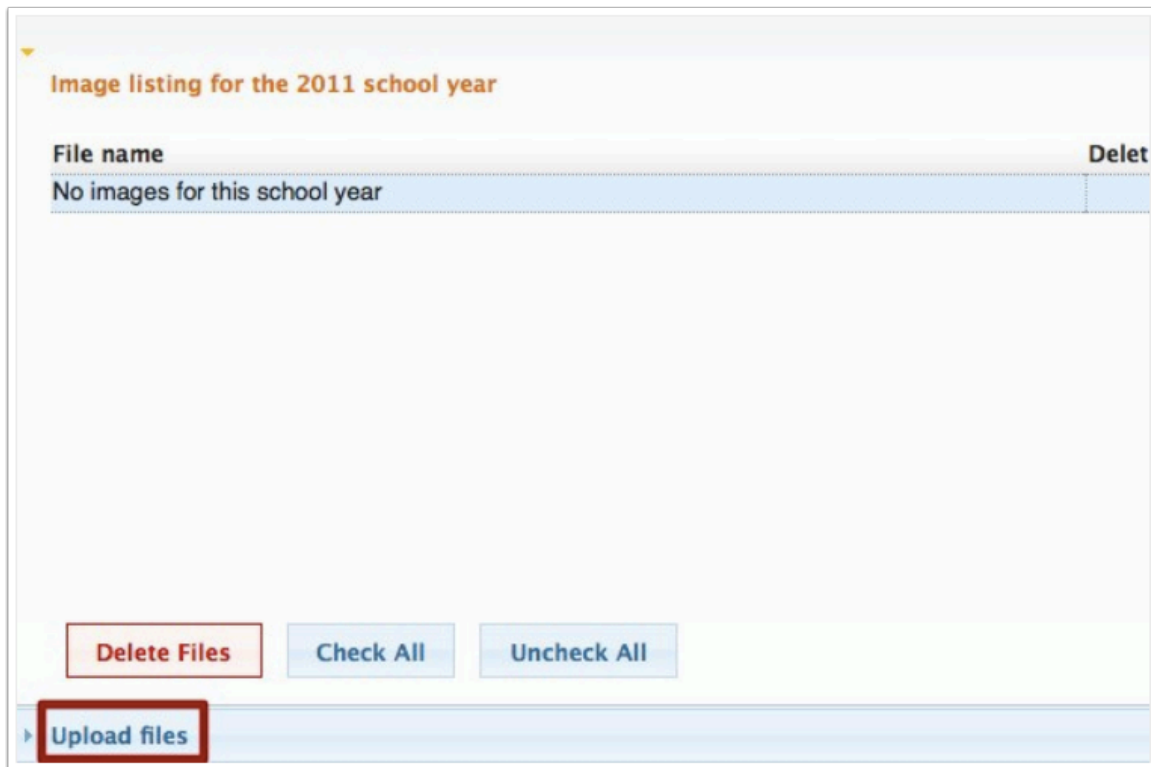 Image listing for the 2011 school year
File name Delet
No images for this school year
Delete Files Check All Uncheck All
Upload files